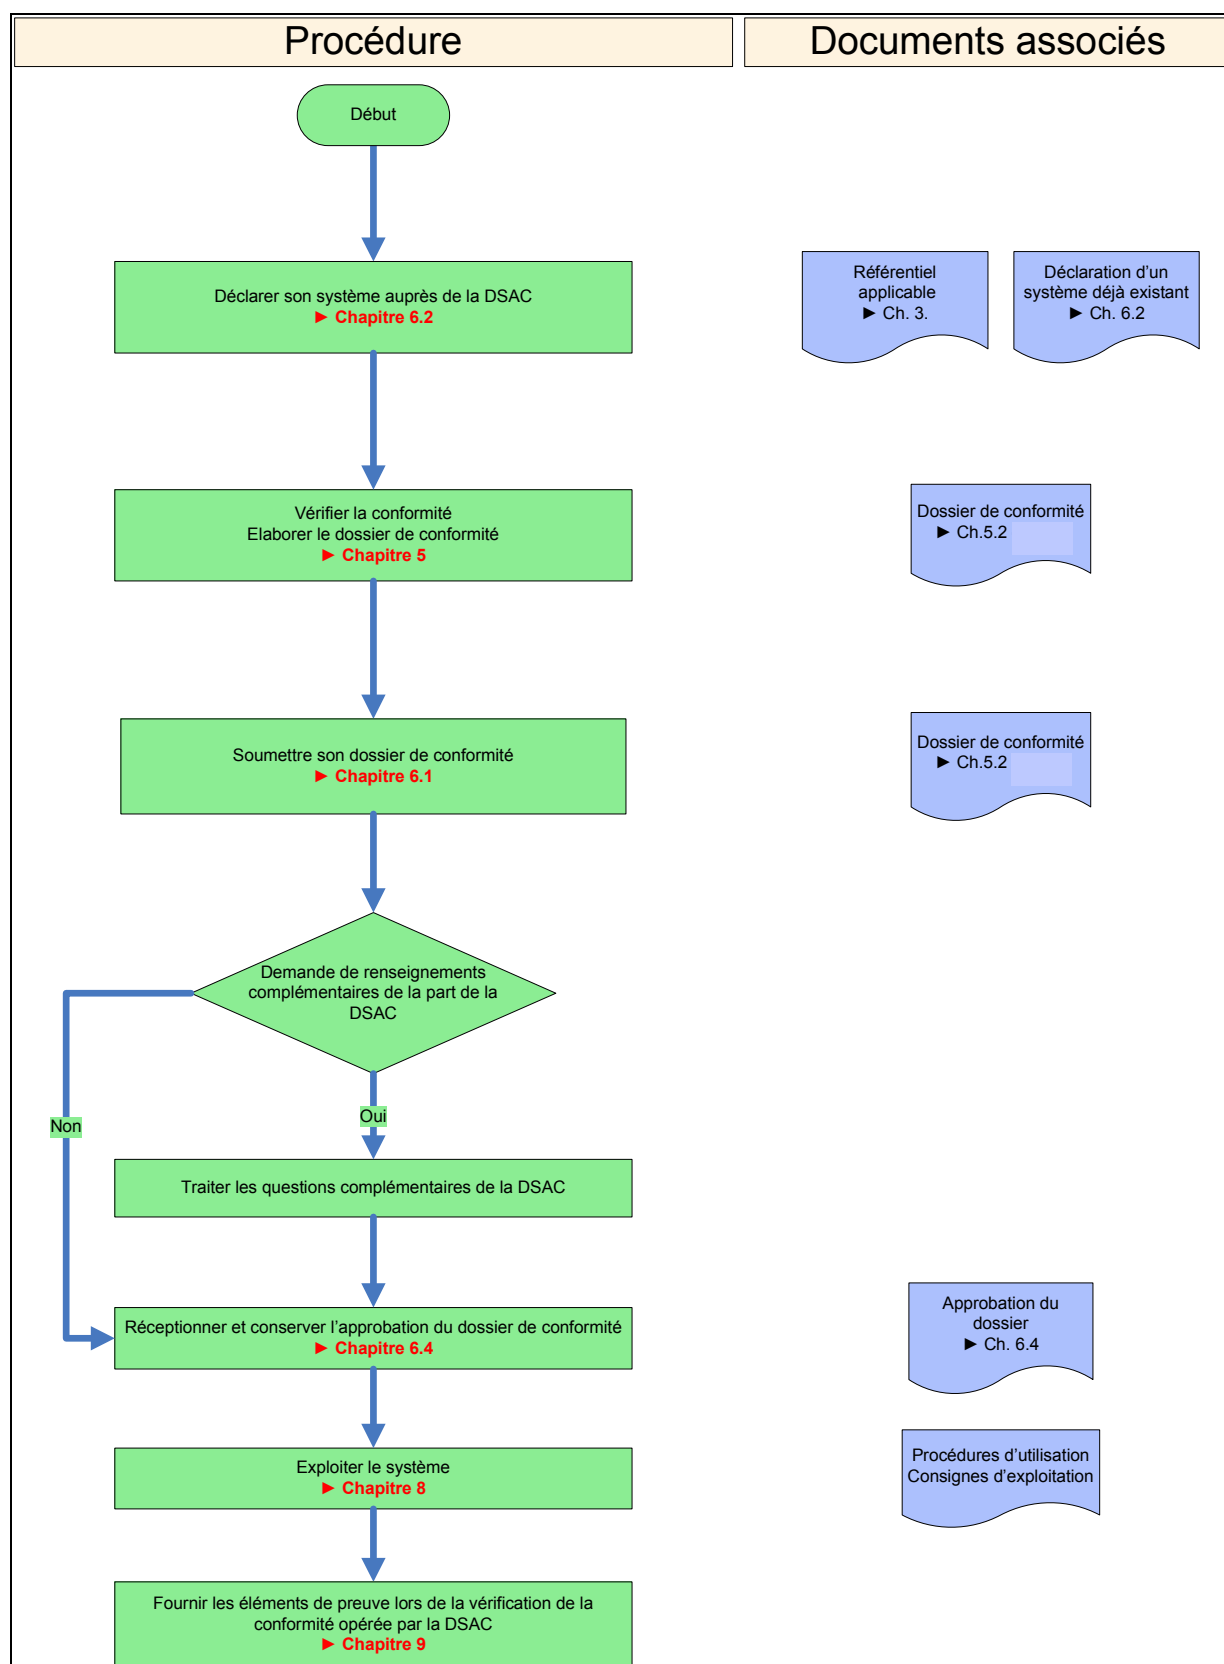 Procédure
Documents associés
Début
Déclarer son système auprès de la DSAC
► Chapitre 6.2
Référentiel
applicable
► Ch. 3.
Déclaration d’un
système déjà existant
► Ch. 6.2
Vérifier la conformité
Elaborer le dossier de conformité
► Chapitre 5
Dossier de conformité
► Ch.5.2
Soumettre son dossier de conformité
► Chapitre 6.1
Dossier de conformité
► Ch.5.2
Demande de renseignements
complémentaires de la part de la
DSAC
Non
Oui
Traiter les questions complémentaires de la DSAC
Réceptionner et conserver l’approbation du dossier de conformité
► Chapitre 6.4
Approbation du
dossier
► Ch. 6.4
Exploiter le système
► Chapitre 8
Procédures d’utilisation
Consignes d’exploitation
Fournir les éléments de preuve lors de la vérification de la
conformité opérée par la DSAC
► Chapitre 9